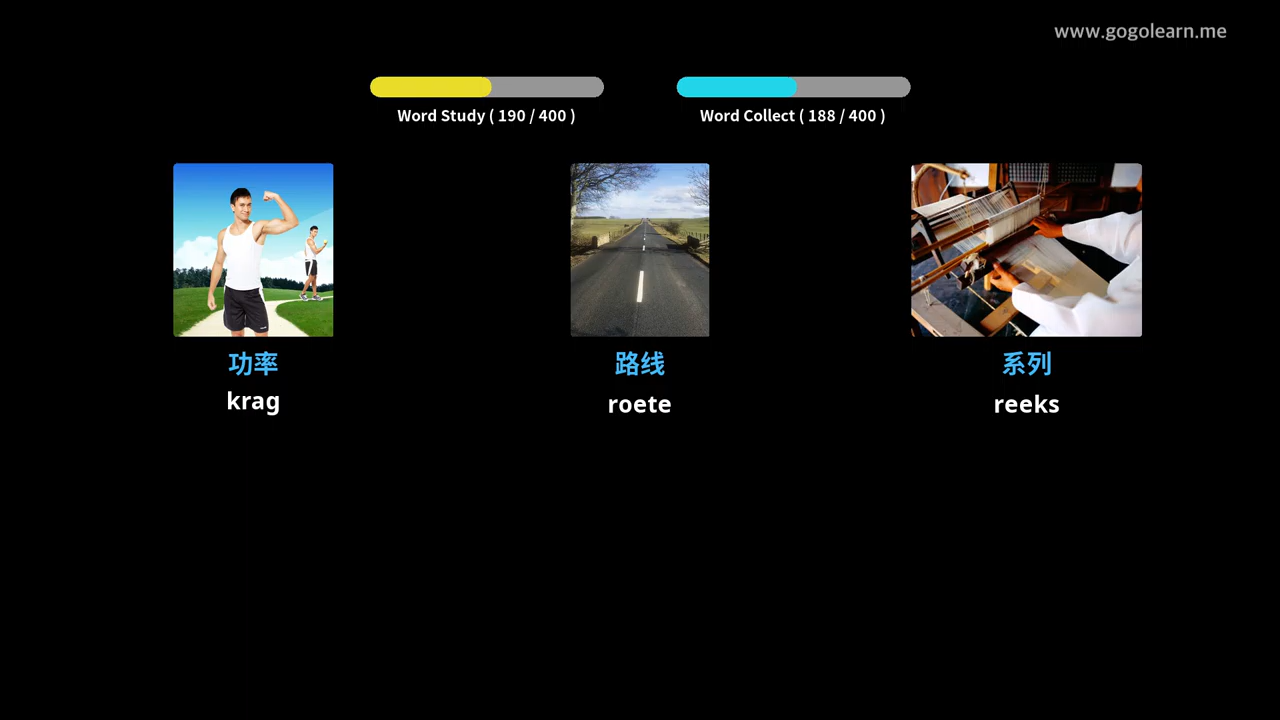 www.gogolearn.me
Word Study ( 190 / 400 )
Word Collect ( 188 / 400 )
功率
路线
系列
krag
roete
reeks